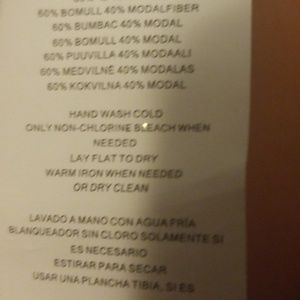 60% BOMULL 40% MODALFIBER
60% BUMBAC 40% MODAL
60% BOMULL 40% MODAL
60% PUUVILLA 40% MODAALI
60% MEDVILNĖ 40% MODALAS
60% KOKVILNA 40% MODAL
HAND WASH COLD
ONLY NON-CHLORINE BLEACH WHEN
NEEDED
LAY FLAT TO DRY
WARM IRON WHEN NEEDED
OR DRY CLEAN
LAVADO A MANO CON AGUA FRÍA
BLANQUEADOR SIN CLORO SOLAMENTE SI
ES NECESARIO
ESTIRAR PARA SECAR
USAR UNA PLANCHA TIBIA, SI ES